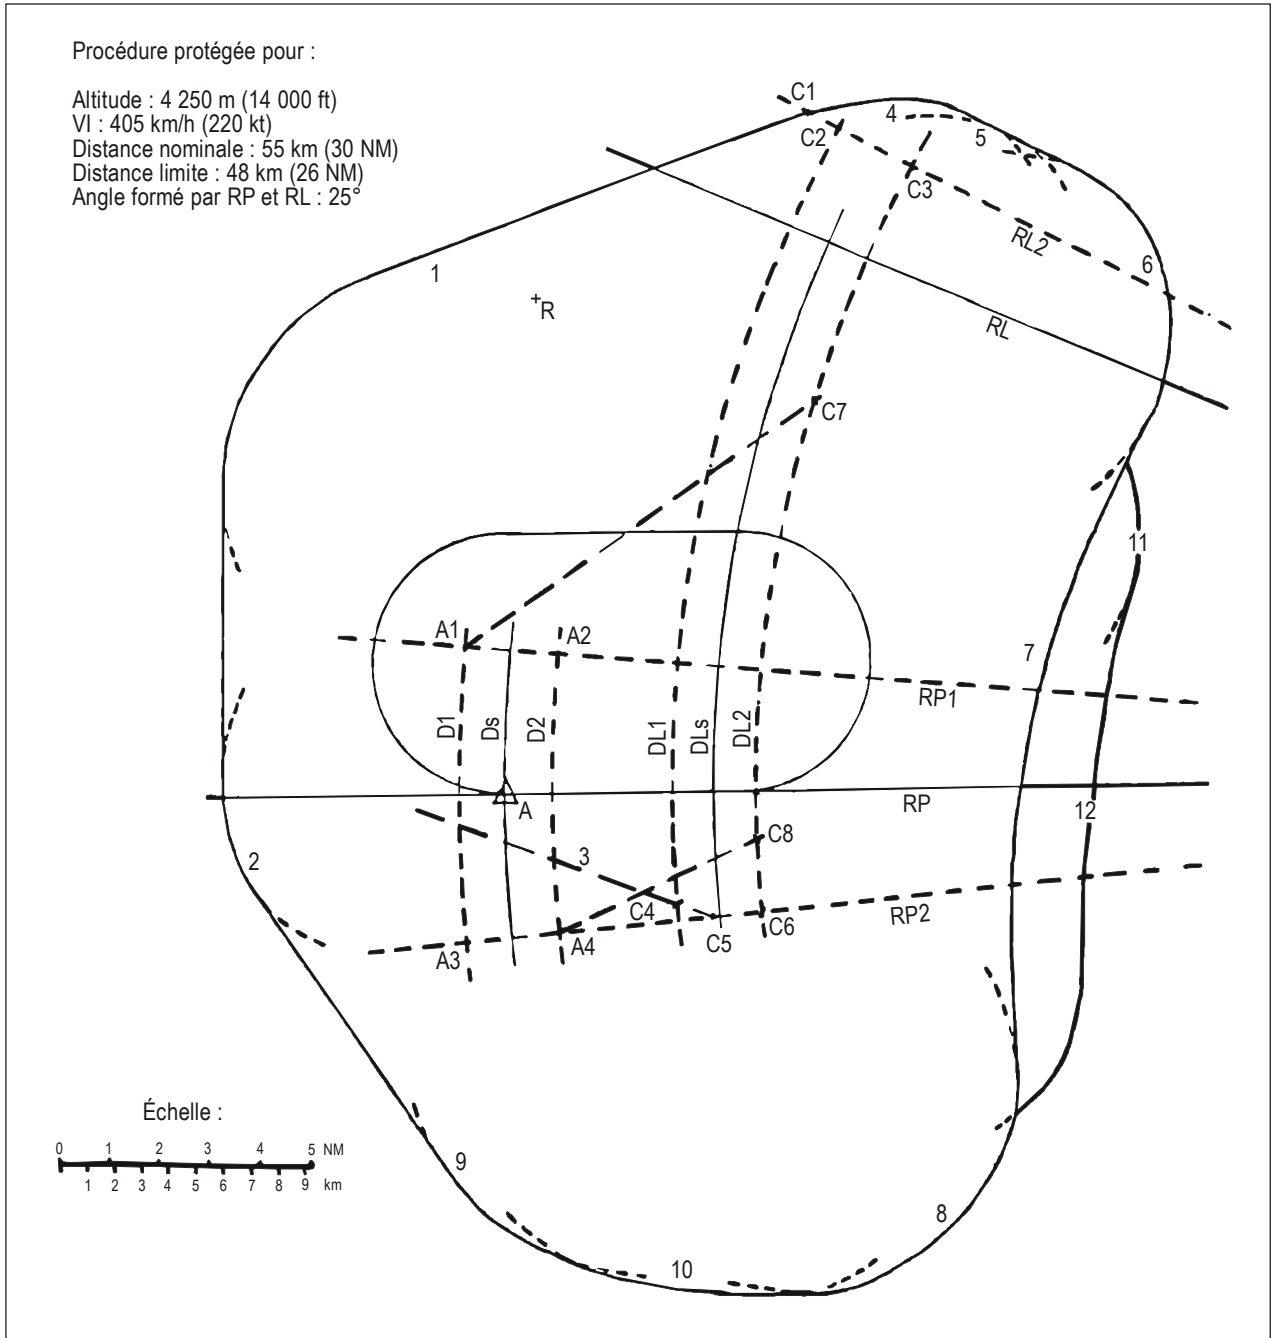 Procédure protégée pour :
Altitude : 4 250 m (14 000 ft)
VI : 405 km/h (220 kt)
Distance nominale : 55 km (30 NM)
Distance limite : 48 km (26 NM)
Angle formé par RP et RL : 25°
C1
4
C2
5
C3
RL2
6
1
+R
RL
C7
11
A1
A2
7
RP1
D1
Ds
D2
DL1
DLs
DL2
A
RP
12
2
3
C8
C4
RP2
A3
A4
C5
C6
Échelle :
0 1 2 3 4 5 NM
1 2 3 4 5 6 7 8 9 km
9
8
10